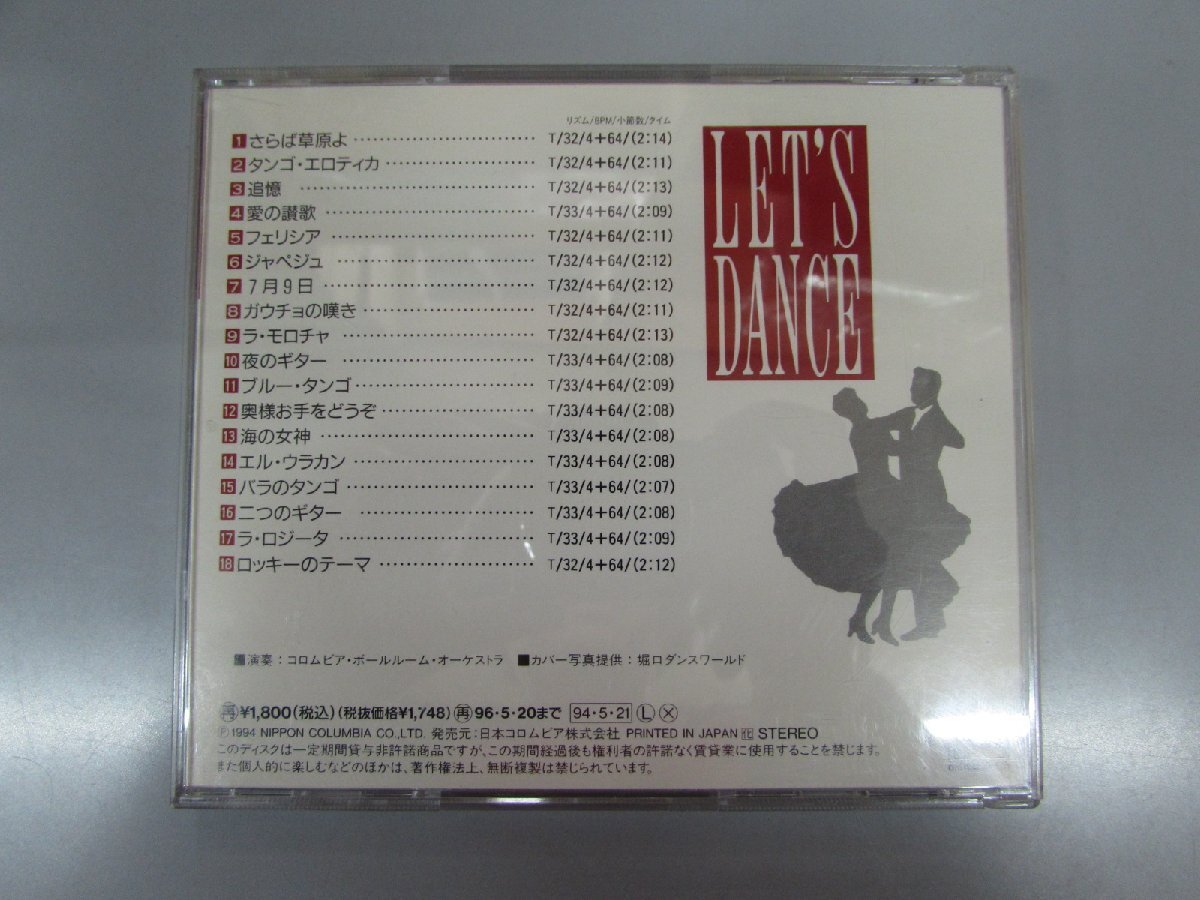 リズム/BPM/小節数/タイム
1 さらば草原よ T/32/4+64/(2:14)
2 タンゴ・エロティカ T/32/4+64/(2:11)
3 追憶 T/32/4+64/(2:13)
4 愛の讃歌 T/33/4+64/(2:09)
5 フェリシア T/32/4+64/(2:11)
6 ジャペジュ T/32/4+64/(2:12)
7 7月9日 T/32/4+64/(2:12)
8 ガウチョの嘆き T/32/4+64/(2:11)
9 ラ・モロチャ T/32/4+64/(2:13)
10 夜のギター T/33/4+64/(2:08)
11 ブルー・タンゴ T/33/4+64/(2:09)
12 奥様お手をどうぞ T/33/4+64/(2:08)
13 海の女神 T/33/4+64/(2:08)
14 エル・ウラカン T/33/4+64/(2:08)
15 バラのタンゴ T/33/4+64/(2:07)
16 二つのギター T/33/4+64/(2:08)
17 ラ・ロジータ T/33/4+64/(2:09)
18 ロッキーのテーマ T/32/4+64/(2:12)
LET'S
DANCE
■演奏：コロムビア・ボールルーム・オーケストラ ■カバー写真提供：堀口ダンスワールド
再¥1,800(税込)(税抜価格¥1,748)再96・5・20まで 94・5・21 Ⓛ Ⓧ
Ⓟ1994 NIPPON COLUMBIA CO.,LTD. 発売元:日本コロムビア株式会社 PRINTED IN JAPAN STEREO
このディスクは一定期間貸与非許諾商品ですが、この期間経過後も権利者の許諾なく賃貸業に使用することを禁じます。
また個人的に楽しむなどのほかは、著作権法上、無断複製は禁じられています。